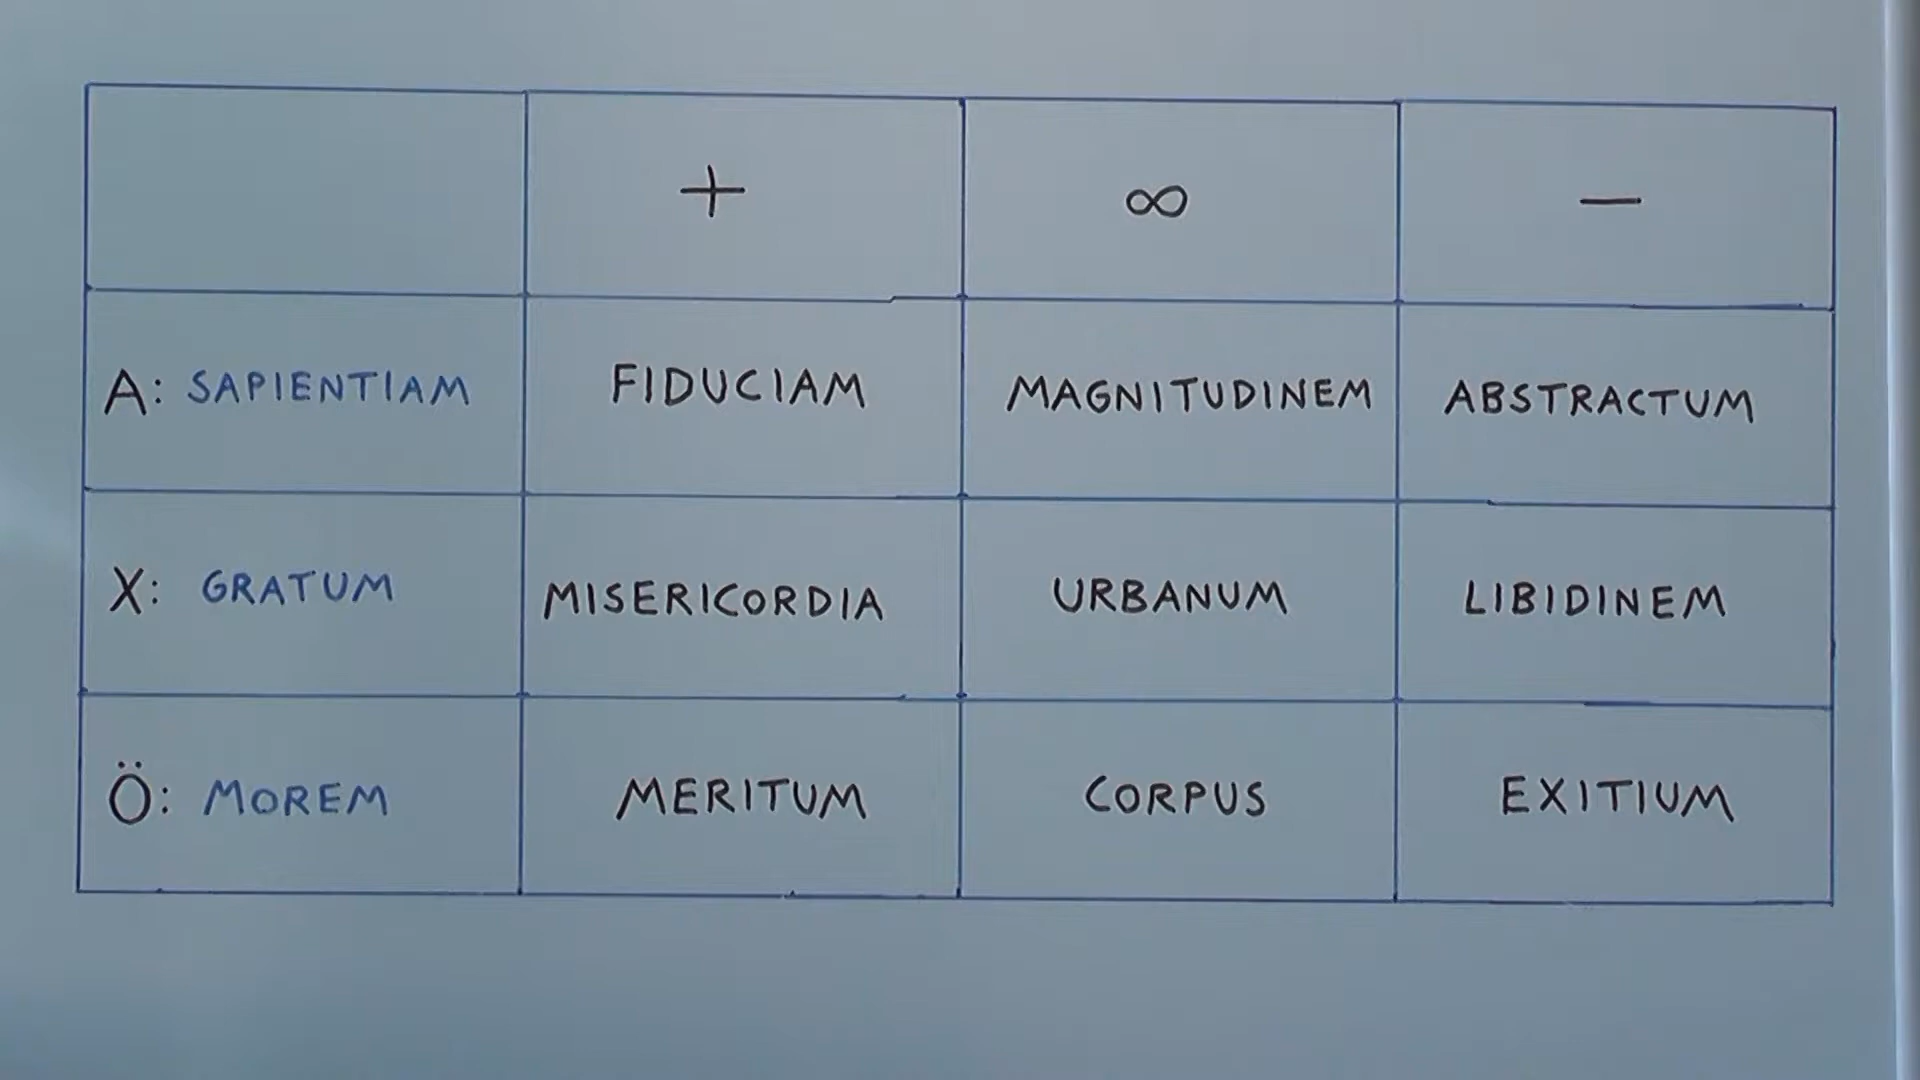 + ∞ —
A: SAPIENTIAM FIDUCIAM MAGNITUDINEM ABSTRACTUM
X: GRATUM MISERICORDIA URBANUM LIBIDINEM
Ö: MOREM MERITUM CORPUS EXITIUM